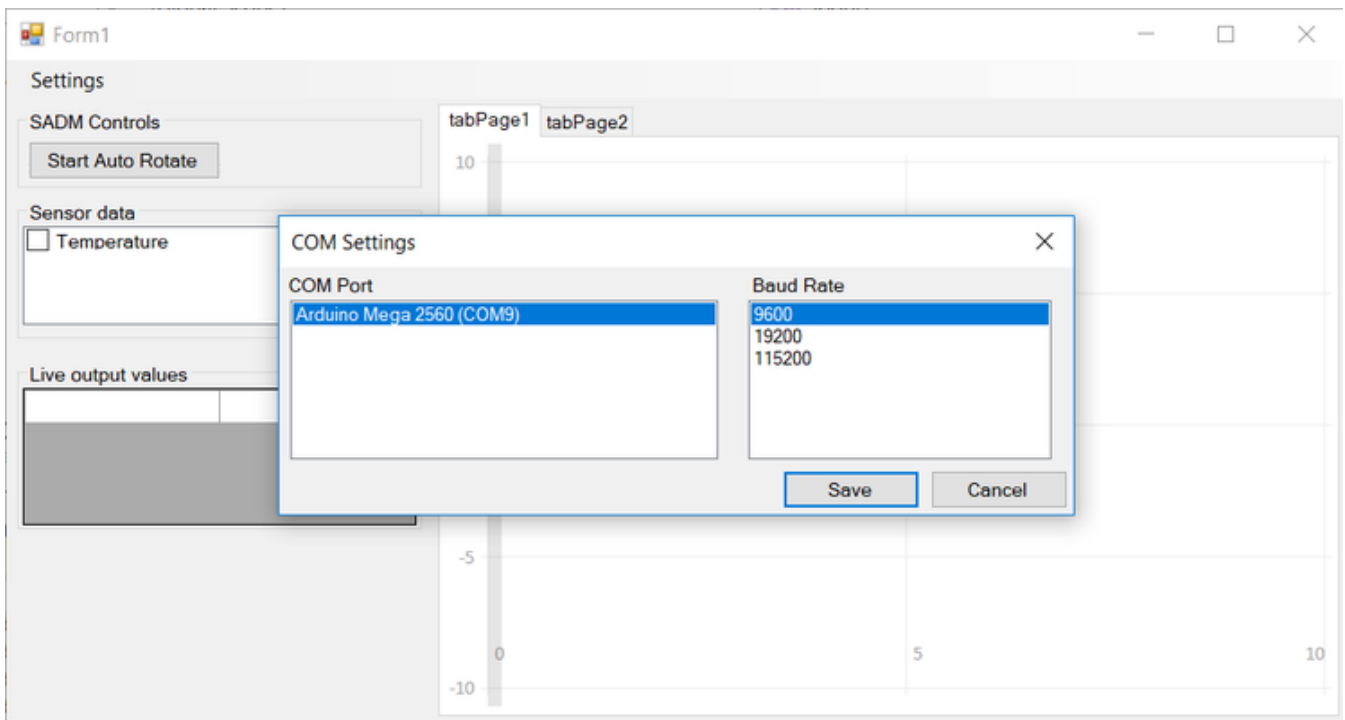 Form1
Settings
SADM Controls
Start Auto Rotate
Sensor data
Temperature
Live output values
tabPage1 tabPage2
10
-5
-10
0 5 10
COM Settings
COM Port
Arduino Mega 2560 (COM9)
Baud Rate
9600
19200
115200
Save Cancel